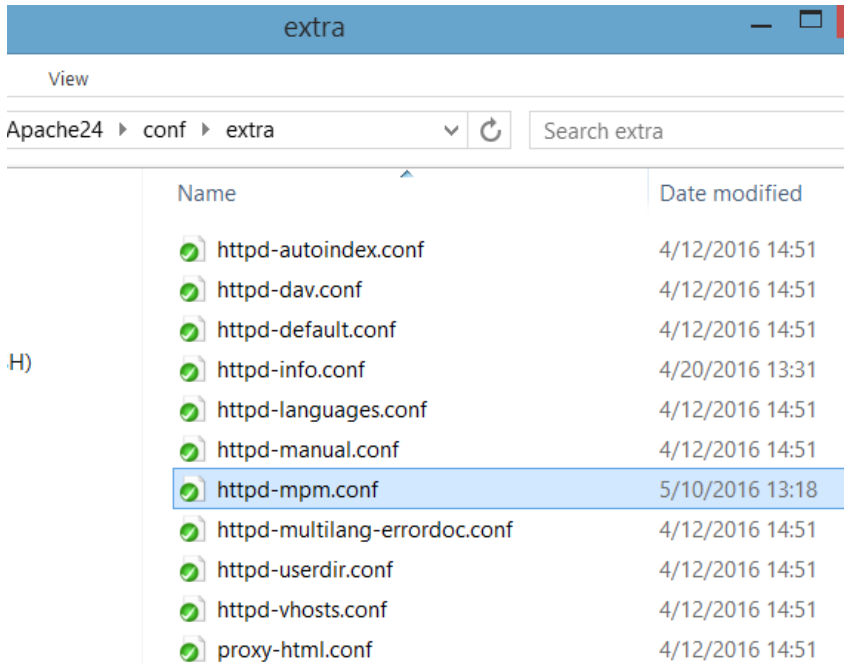 extra
View
Apache24 conf extra Search extra
Name Date modified
httpd-autoindex.conf 4/12/2016 14:51
httpd-dav.conf 4/12/2016 14:51
httpd-default.conf 4/12/2016 14:51
H)
httpd-info.conf 4/20/2016 13:31
httpd-languages.conf 4/12/2016 14:51
httpd-manual.conf 4/12/2016 14:51
httpd-mpm.conf 5/10/2016 13:18
httpd-multilang-errordoc.conf 4/12/2016 14:51
httpd-userdir.conf 4/12/2016 14:51
httpd-vhosts.conf 4/12/2016 14:51
proxy-html.conf 4/12/2016 14:51